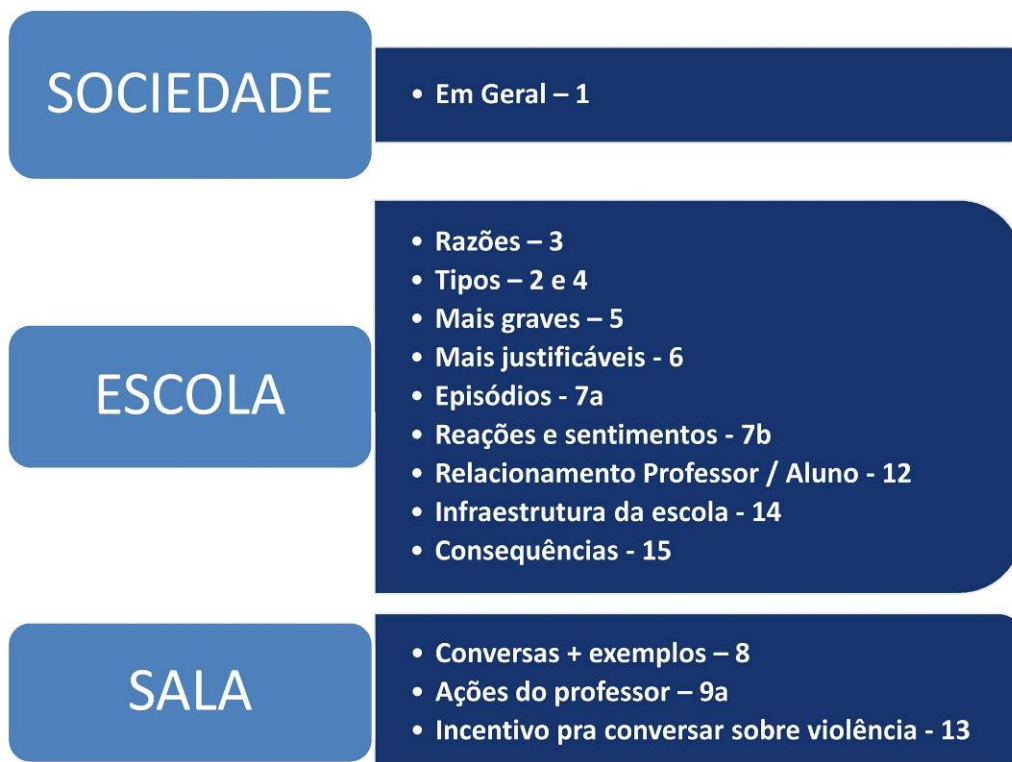 SOCIEDADE
• Em Geral – 1
ESCOLA
• Razões – 3
• Tipos – 2 e 4
• Mais graves – 5
• Mais justificáveis - 6
• Episódios - 7a
• Reações e sentimentos - 7b
• Relacionamento Professor / Aluno - 12
• Infraestrutura da escola - 14
• Consequências - 15
SALA
• Conversas + exemplos – 8
• Ações do professor – 9a
• Incentivo pra conversar sobre violência - 13